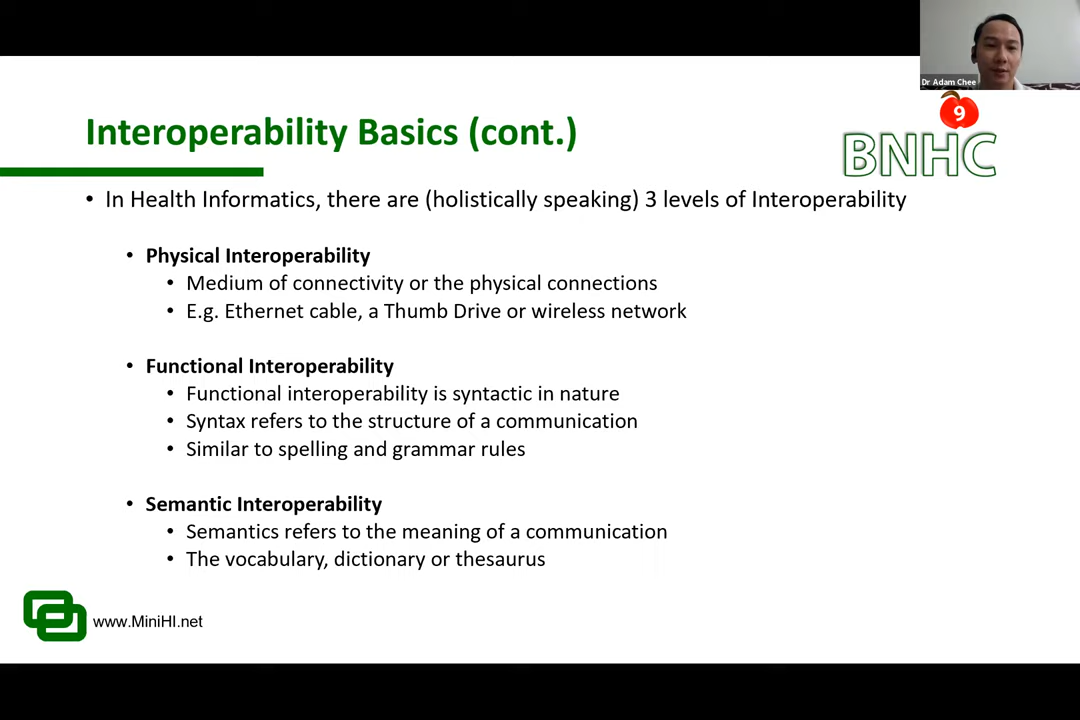 Dr Adam Chee
9
BNHC
Interoperability Basics (cont.)
• In Health Informatics, there are (holistically speaking) 3 levels of Interoperability
• Physical Interoperability
• Medium of connectivity or the physical connections
• E.g. Ethernet cable, a Thumb Drive or wireless network
• Functional Interoperability
• Functional interoperability is syntactic in nature
• Syntax refers to the structure of a communication
• Similar to spelling and grammar rules
• Semantic Interoperability
• Semantics refers to the meaning of a communication
• The vocabulary, dictionary or thesaurus
www.MiniHI.net